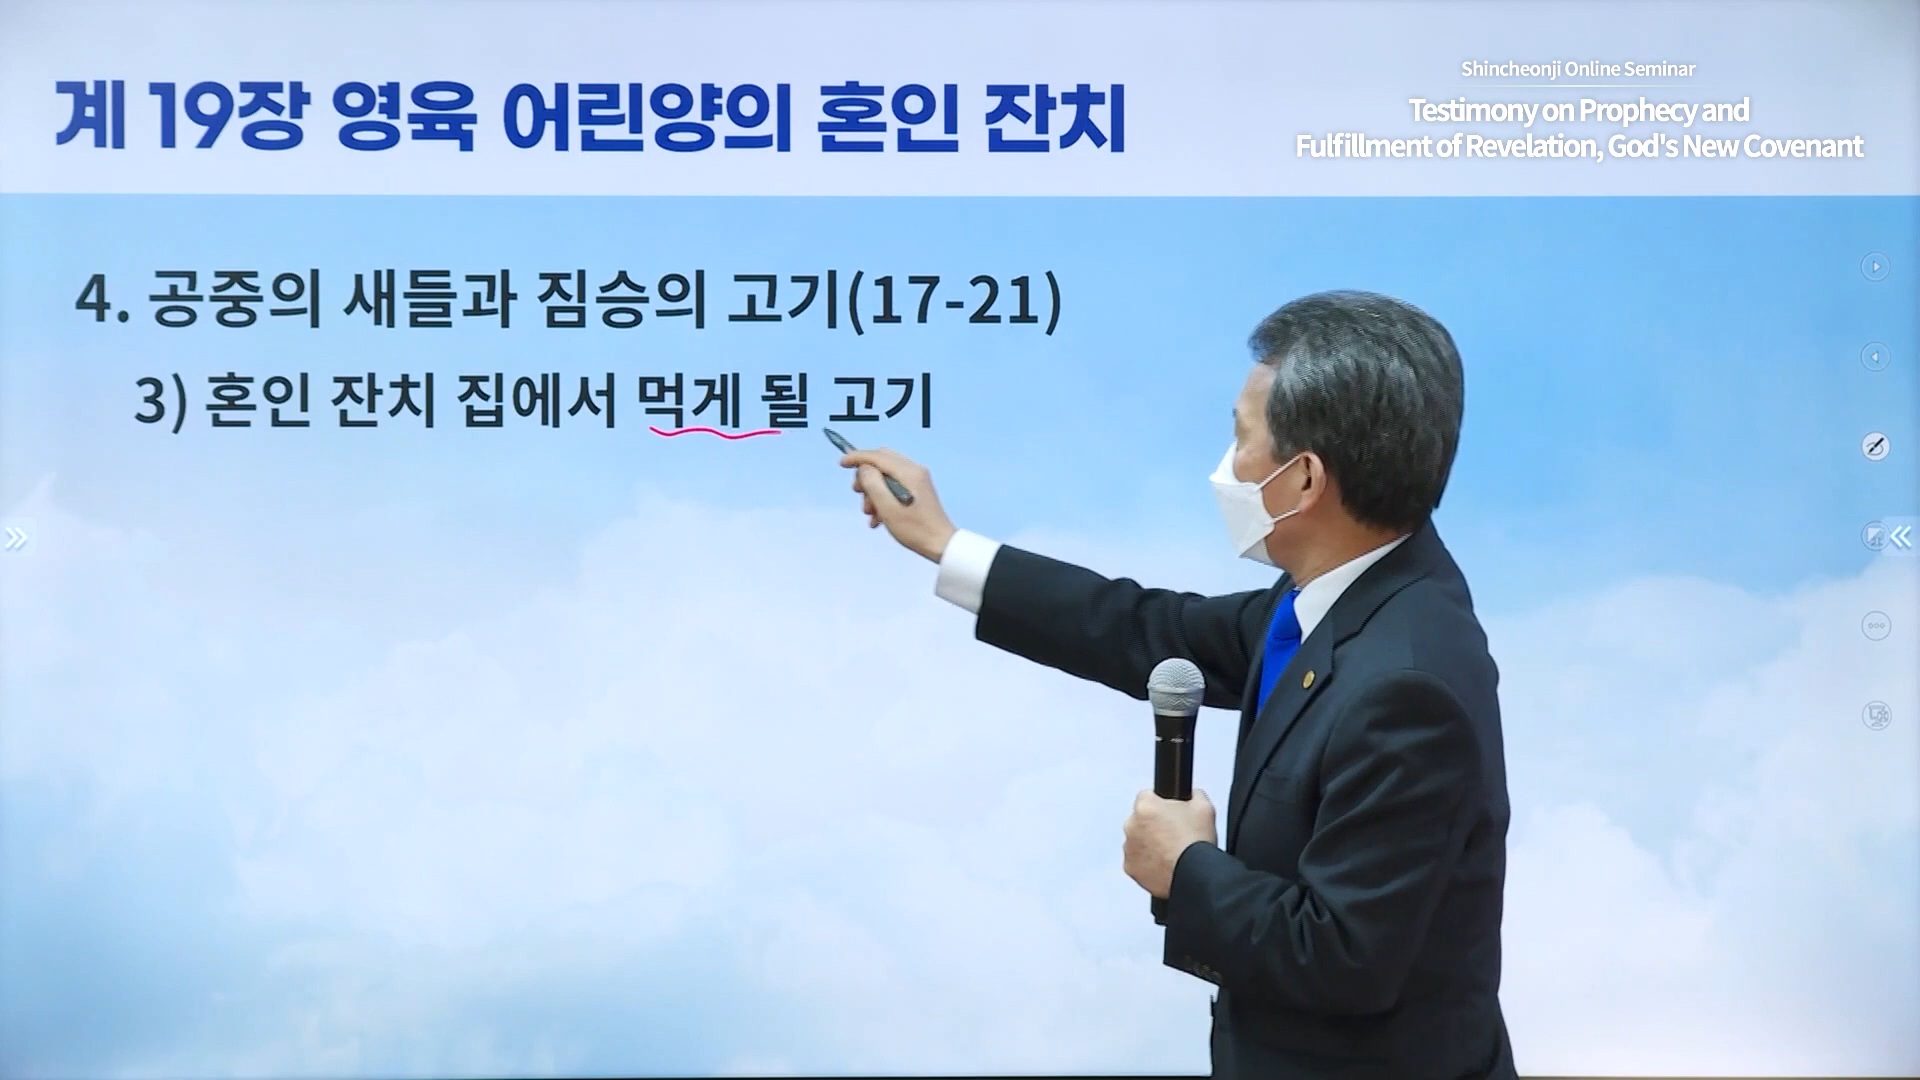 계 19장 영육 어린양의 혼인 잔치
Shincheonji Online Seminar
Testimony on Prophecy and
Fulfillment of Revelation, God's New Covenant
4. 공중의 새들과 짐승의 고기(17-21)
3) 혼인 잔치 집에서 먹게 될 고기